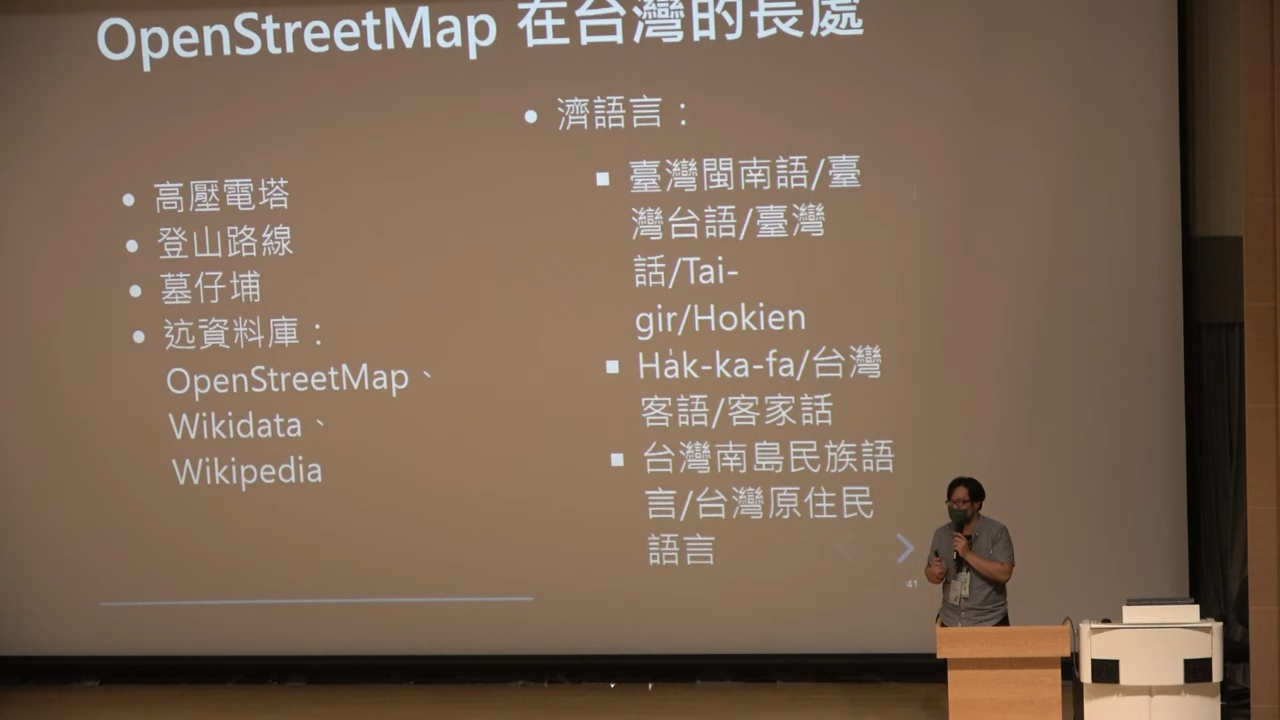 OpenStreetMap 在台灣的長處
高壓電塔
登山路線
墓仔埔
迒資料庫：
OpenStreetMap、
Wikidata、
Wikipedia
濟語言：
臺灣閩南語/臺
灣台語/臺灣
話/Tai-
gir/Hokien
Ha̍k-ka-fa/台灣
客語/客家話
台灣南島民族語
言/台灣原住民
語言
41